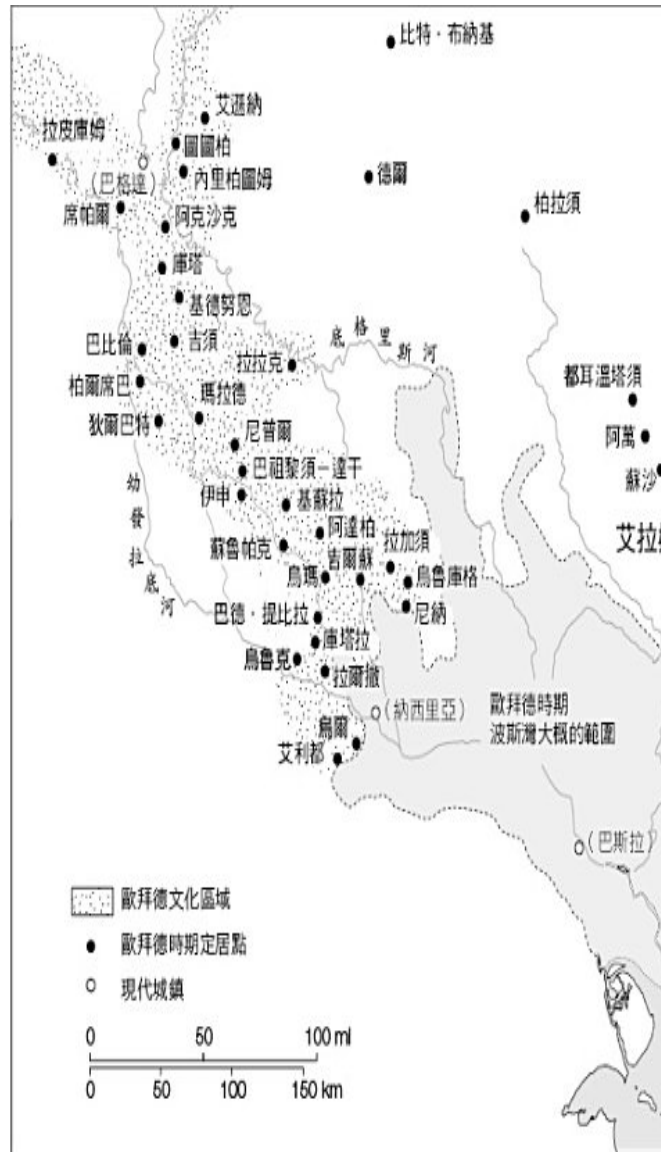 比特・布納基
艾遜納
拉皮庫姆
圖圖柏
(巴格達)
內里柏圖姆
德爾
席帕爾
阿克沙克
柏拉須
庫塔
基德努恩
底格里斯河
巴比倫
吉須
拉拉克
柏爾席巴
瑪拉德
都耳溫塔須
狄爾巴特
尼普爾
阿萬
巴祖黎須－達干
蘇沙
伊申
基蘇拉
幼發拉底河
阿達柏
蘇魯帕克
吉爾蘇
拉加須
烏瑪
烏魯庫格
巴德・提比拉
尼納
庫塔拉
烏魯克
拉爾撤
(納西里亞)
歐拜德時期
波斯灣大概的範圍
烏爾
艾利都
(巴斯拉)
歐拜德文化區域
歐拜德時期定居點
現代城鎮
0 50 100 ml
0 50 100 150 km